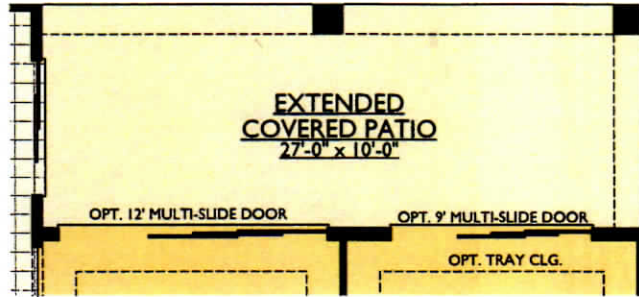 EXTENDED
COVERED PATIO
27'-0" x 10'-0"
OPT. 12' MULTI-SLIDE DOOR
OPT. 9' MULTI-SLIDE DOOR
OPT. TRAY CLG.